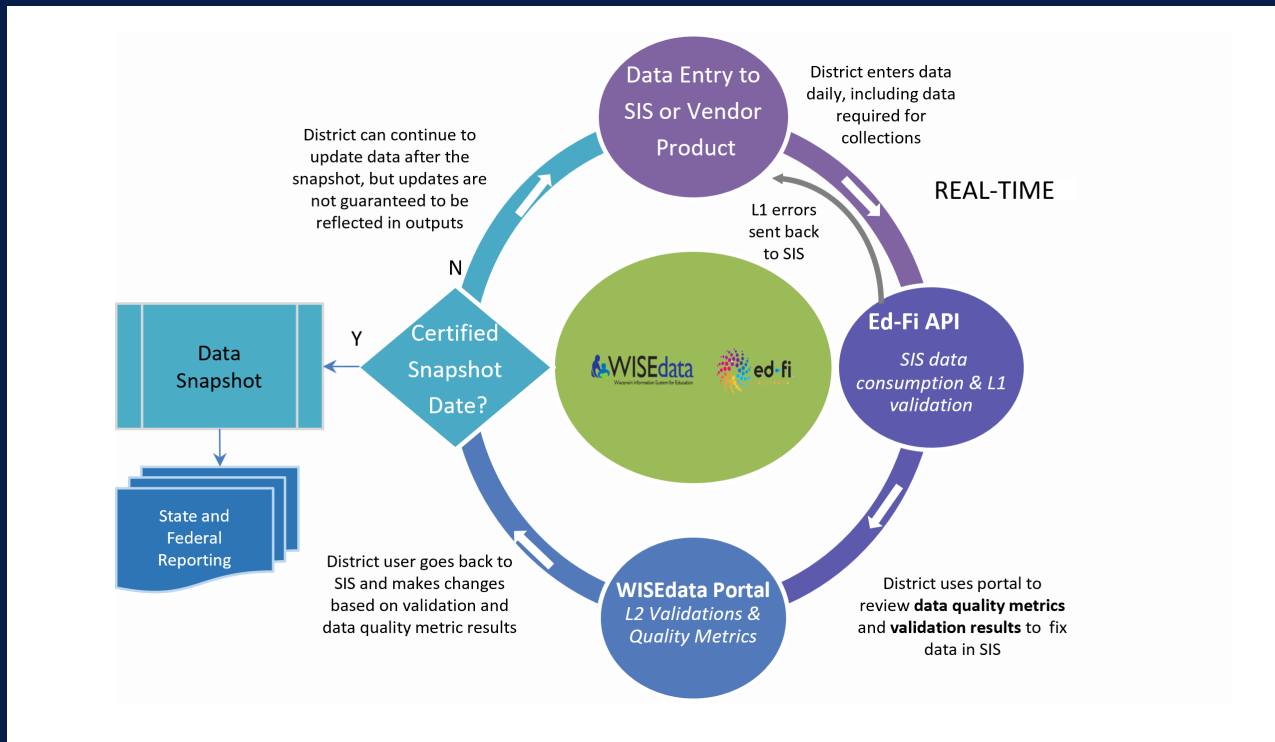 Data Entry to
SIS or Vendor
Product
District enters data
daily, including data
required for
collections
REAL-TIME
L1 errors
sent back
to SIS
Ed-Fi API
SIS data
consumption & L1
validation
District uses portal to
review data quality metrics
and validation results to fix
data in SIS
WISEdata Portal
L2 Validations &
Quality Metrics
District user goes back to
SIS and makes changes
based on validation and
data quality metric results
Certified
Snapshot
Date?
N
District can continue to
update data after the
snapshot, but updates are
not guaranteed to be
reflected in outputs
Y
Data
Snapshot
State and
Federal
Reporting
WISEdata
Wisconsin Information System for Education
ed-fi